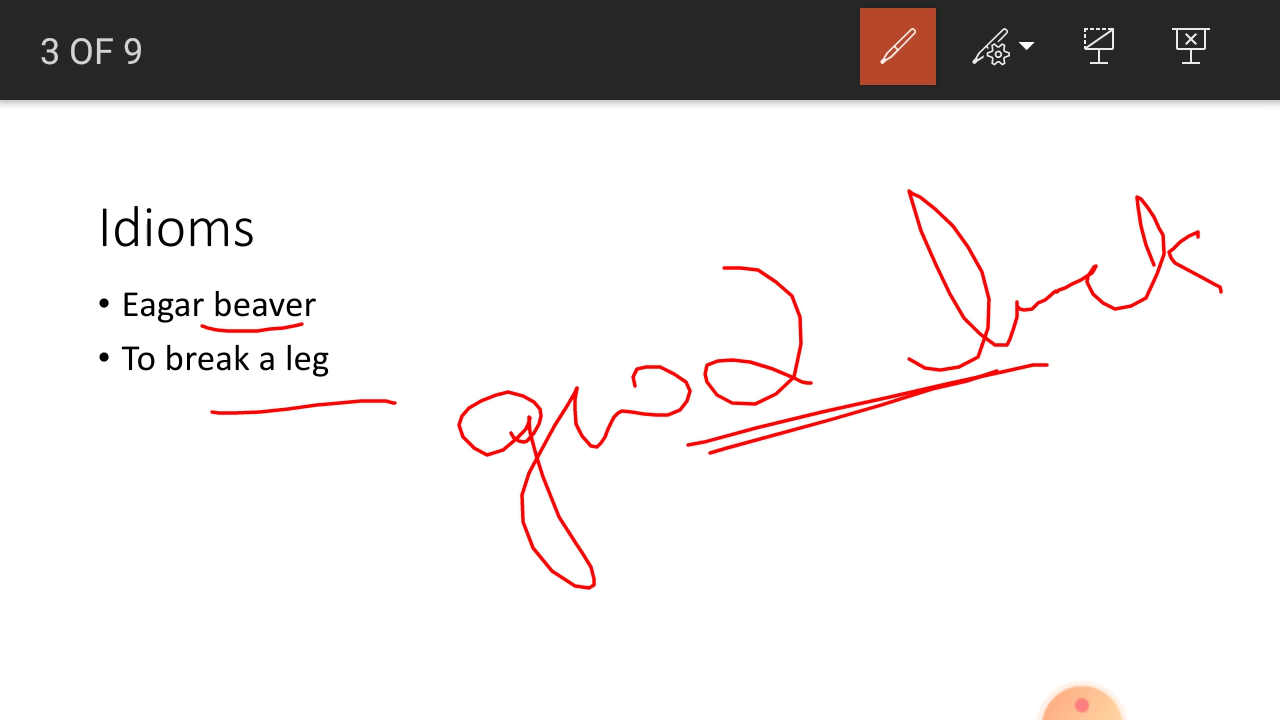 3 OF 9
Idioms
• Eagar beaver
• To break a leg
good luck